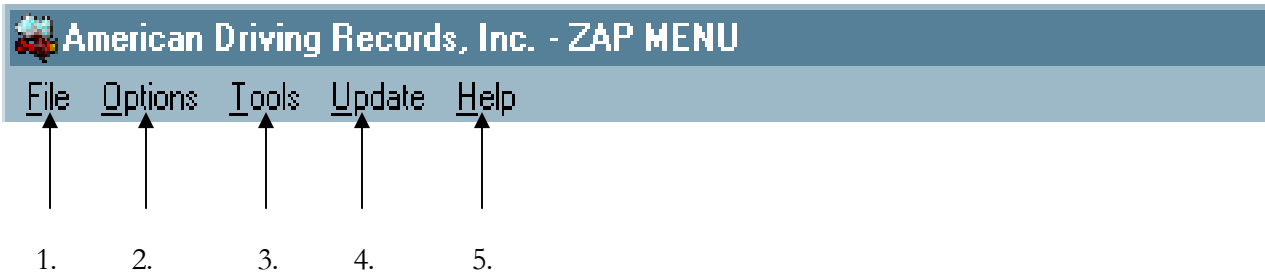 American Driving Records, Inc. - ZAP MENU
File Options Tools Update Help
1. 2. 3. 4. 5.